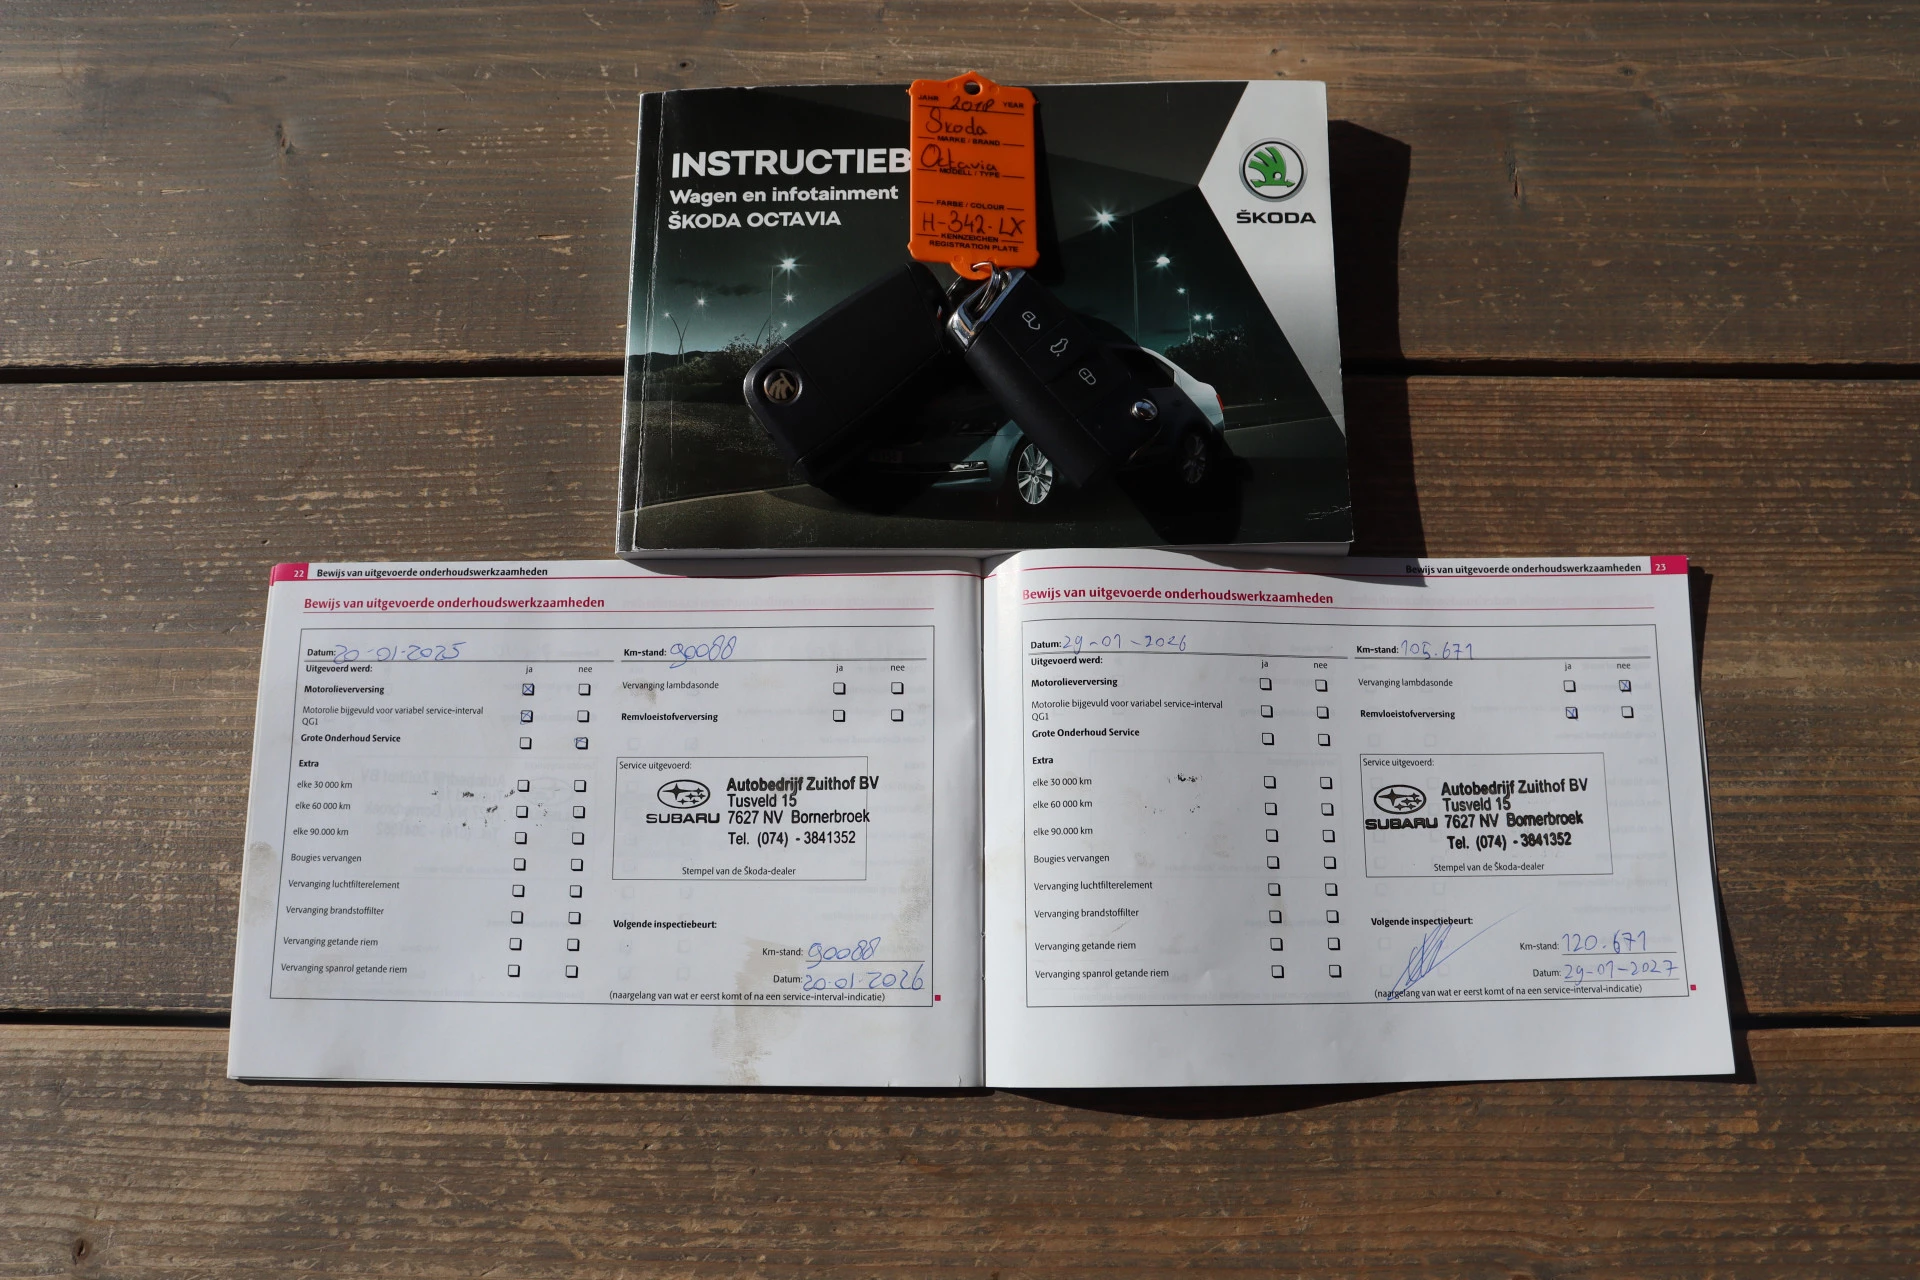 INSTRUCTIEB
Wagen en infotainment
ŠKODA OCTAVIA
JAHR 2018 YEAR
Skoda
MARKE / BRAND
Octavia
MODELL / TYPE
FARBE / COLOUR
H-342-LX
KENNZEICHEN
REGISTRATION PLATE
ŠKODA
22 Bewijs van uitgevoerde onderhoudswerkzaamheden
Bewijs van uitgevoerde onderhoudswerkzaamheden
Datum: 20-01-2025 Km-stand: 90088
Uitgevoerd werd: ja nee ja nee
Motorolieverversing Vervanging lambdasonde
Motorolie bijgevuld voor variabel service-interval
QG1 Remvloeistofverversing
Grote Onderhoud Service
Extra
elke 30 000 km
elke 60 000 km
elke 90.000 km
Bougies vervangen
Vervanging luchtfilterelement
Vervanging brandstoffilter
Vervanging getande riem
Vervanging spanrol getande riem
Service uitgevoerd:
SUBARU
Autobedrijf Zuithof BV
Tusveld 15
7627 NV Bornerbroek
Tel. (074) - 3841352
Stempel van de Škoda-dealer
Volgende inspectiebeurt:
Km-stand: 90088
Datum: 20-01-2026
(naargelang van wat er eerst komt of na een service-interval-indicatie)
Bewijs van uitgevoerde onderhoudswerkzaamheden 23
Bewijs van uitgevoerde onderhoudswerkzaamheden
Datum: 29-01-2026 Km-stand: 105.671
Uitgevoerd werd: ja nee ja nee
Motorolieverversing Vervanging lambdasonde
Motorolie bijgevuld voor variabel service-interval
QG1 Remvloeistofverversing
Grote Onderhoud Service
Extra
elke 30 000 km
elke 60 000 km
elke 90.000 km
Bougies vervangen
Vervanging luchtfilterelement
Vervanging brandstoffilter
Vervanging getande riem
Vervanging spanrol getande riem
Service uitgevoerd:
SUBARU
Autobedrijf Zuithof BV
Tusveld 15
7627 NV Bornerbroek
Tel. (074) - 3841352
Stempel van de Škoda-dealer
Volgende inspectiebeurt:
Km-stand: 120.671
Datum: 29-01-2027
(naargelang van wat er eerst komt of na een service-interval-indicatie)